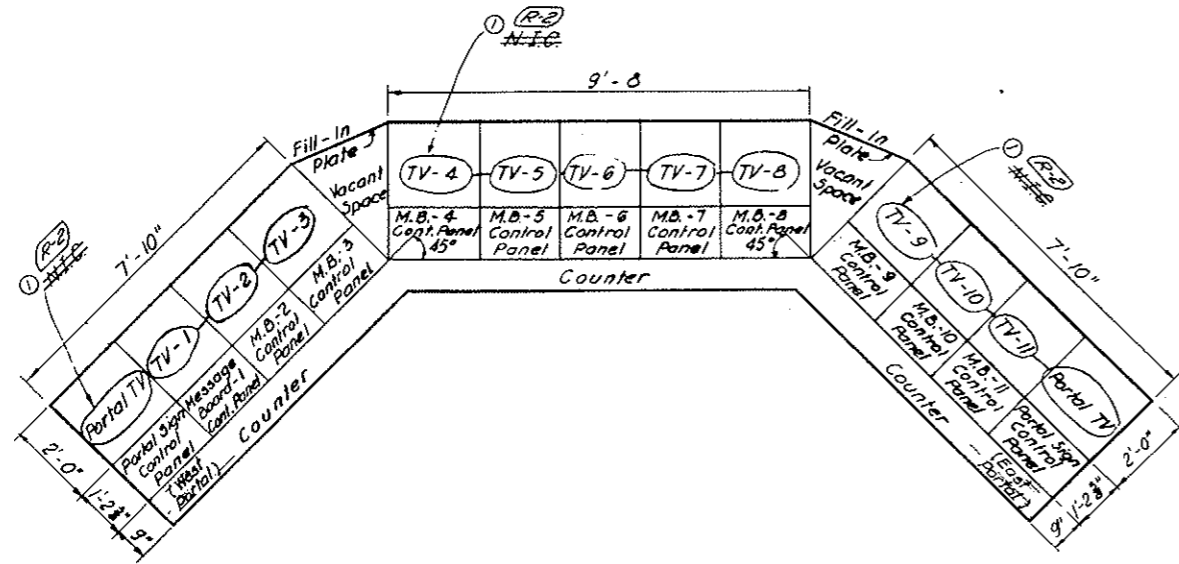 ① R-2
N.I.C.
9'-8
Fill-In
Plate
Vacant
Space
TV-4 TV-5 TV-6 TV-7 TV-8
M.B.-4
Cont. Panel
45°
M.B.-5
Control
Panel
M.B.-6
Control
Panel
M.B.-7
Control
Panel
M.B.-8
Cont. Panel
45°
Counter
Fill-In
Plate
Vacant
Space
① R-2
N.I.C.
7'-10"
Portal TV TV-1 TV-2 TV-3
Portal Sign
Control
Panel
(West
Portal)
Message
Board-1
Cont. Panel
M.B.-2
Control
Panel
M.B.-3
Control
Panel
Counter
2'-0"
9"
① R-2
N.I.C.
7'-10"
TV-9
TV-10
TV-11
Portal TV
M.B.-9
Control
Panel
M.B.-10
Control
Panel
M.B.-11
Control
Panel
Portal Sign
Control
Panel
(East
Portal)
Counter
9"
2'-0"